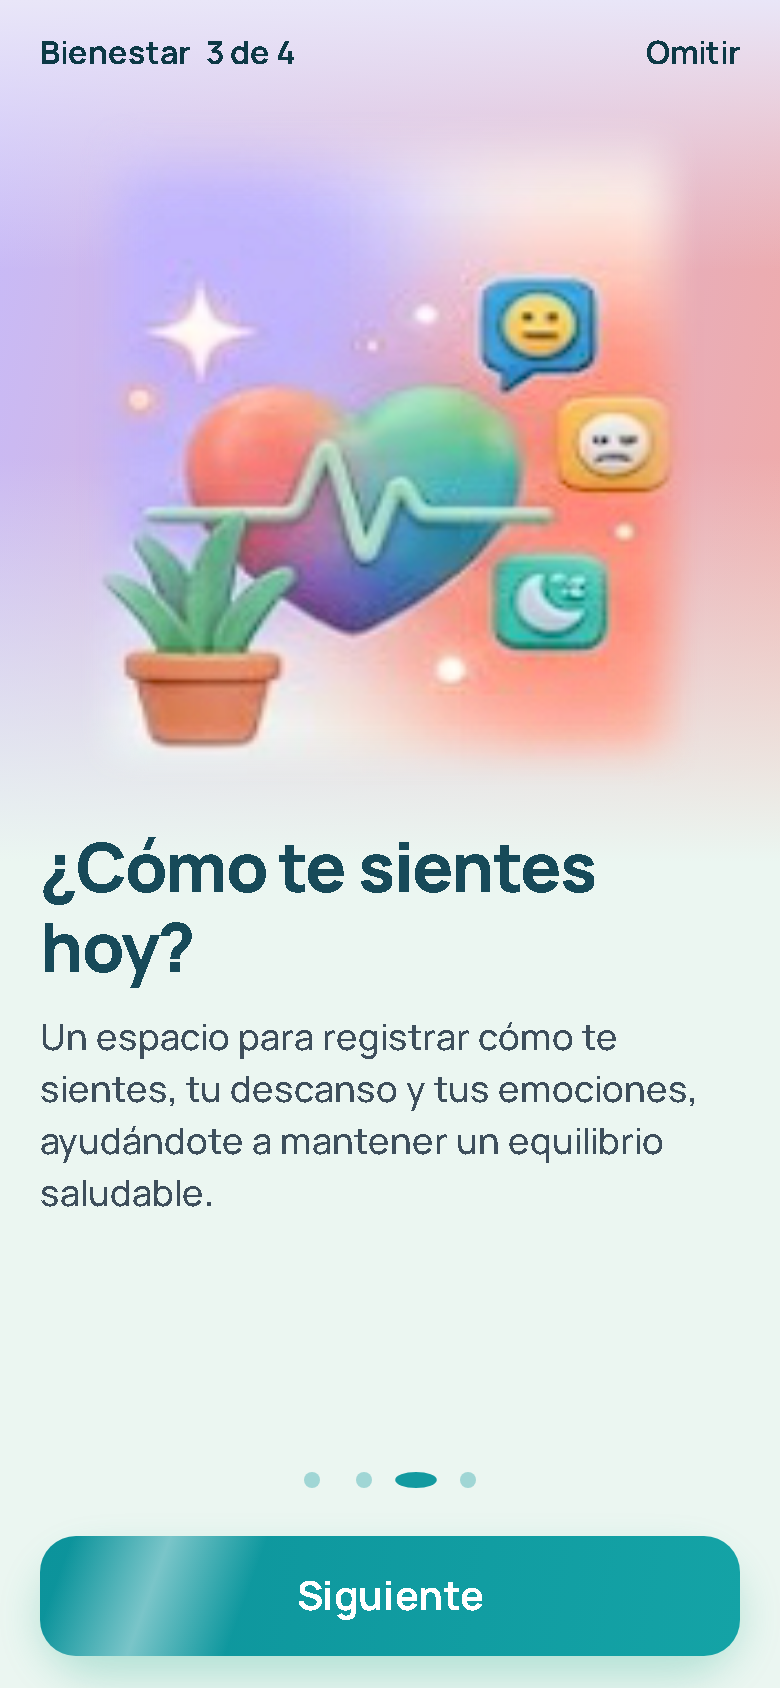 Bienestar 3 de 4
Omitir
¿Cómo te sientes
hoy?
Un espacio para registrar cómo te
sientes, tu descanso y tus emociones,
ayudándote a mantener un equilibrio
saludable.
Siguiente